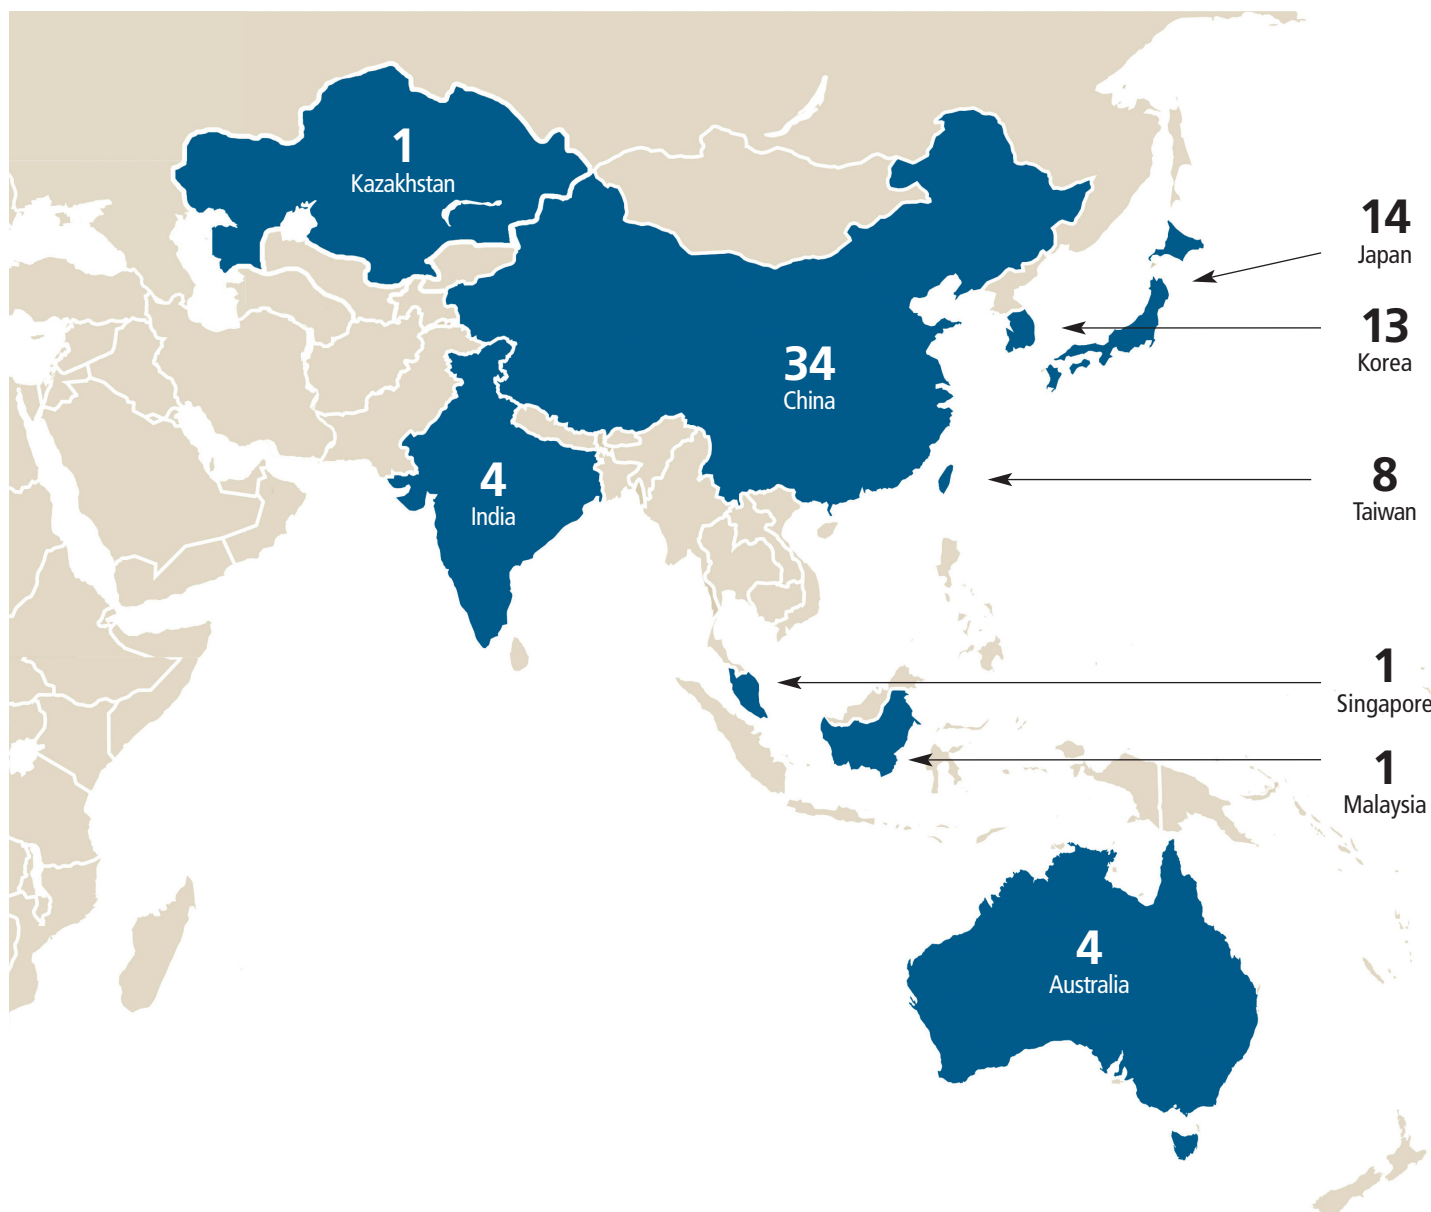 1
Kazakhstan
14
Japan
13
Korea
34
China
4
India
8
Taiwan
1
Singapore
1
Malaysia
4
Australia